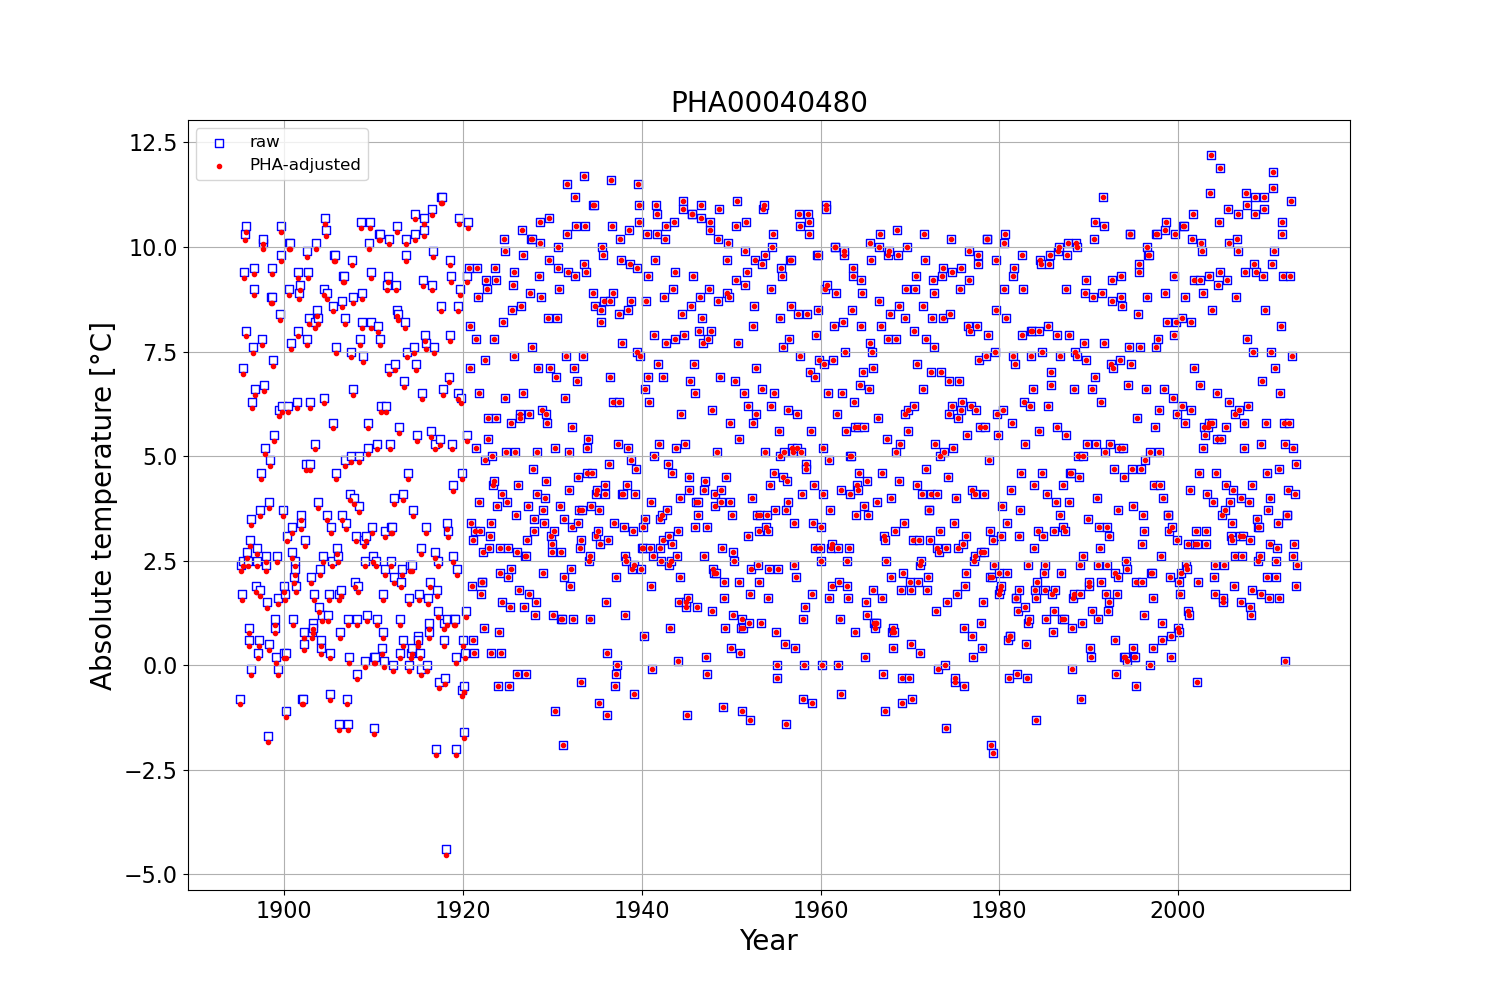 PHA00040480
raw
PHA-adjusted
12.5
10.0
7.5
5.0
2.5
0.0
−2.5
−5.0
Absolute temperature [°C]
1900 1920 1940 1960 1980 2000
Year